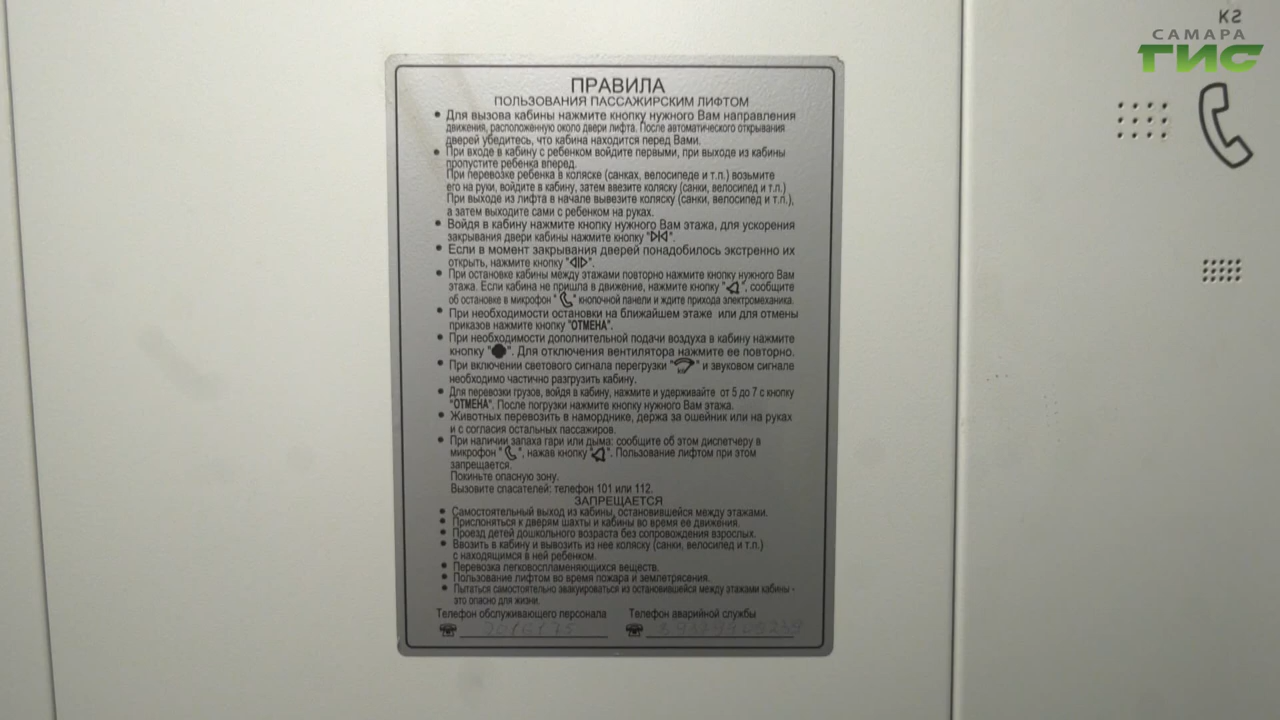 К2
САМАРА
ГИС
ПРАВИЛА
ПОЛЬЗОВАНИЯ ПАССАЖИРСКИМ ЛИФТОМ
• Для вызова кабины нажмите кнопку нужного Вам направления
движения, расположенную около двери лифта. После автоматического открывания
дверей убедитесь, что кабина находится перед Вами.
• При входе в кабину с ребенком войдите первыми, при выходе из кабины
пропустите ребенка вперед.
При перевозке ребенка в коляске (санках, велосипеде и т.п.) возьмите
его на руки, войдите в кабину, затем ввезите коляску (санки, велосипед и т.п.)
При выходе из лифта в начале вывезите коляску (санки, велосипед и т.п.),
а затем выходите сами с ребенком на руках.
• Войдя в кабину нажмите кнопку нужного Вам этажа, для ускорения
закрывания двери кабины нажмите кнопку "".
• Если в момент закрывания дверей понадобилось экстренно их
открыть, нажмите кнопку "".
• При остановке кабины между этажами повторно нажмите кнопку нужного Вам
этажа. Если кабина не пришла в движение, нажмите кнопку "", сообщите
об остановке в микрофон "" кнопочной панели и ждите прихода электромеханика.
• При необходимости остановки на ближайшем этаже или для отмены
приказов нажмите кнопку "ОТМЕНА".
• При необходимости дополнительной подачи воздуха в кабину нажмите
кнопку "●". Для отключения вентилятора нажмите ее повторно.
• При включении светового сигнала перегрузки "" и звуковом сигнале
необходимо частично разгрузить кабину.
• Для перевозки грузов, войдя в кабину, нажмите и удерживайте от 5 до 7 с кнопку
"ОТМЕНА". После погрузки нажмите кнопку нужного Вам этажа.
• Животных перевозить в наморднике, держа за ошейник или на руках
и с согласия остальных пассажиров.
• При наличии запаха гари или дыма: сообщите об этом диспетчеру в
микрофон "", нажав кнопку "". Пользование лифтом при этом
запрещается.
Покиньте опасную зону.
Вызовите спасателей: телефон 101 или 112.
ЗАПРЕЩАЕТСЯ
• Самостоятельный выход из кабины, остановившейся между этажами.
• Прислоняться к дверям шахты и кабины во время ее движения.
• Проезд детей дошкольного возраста без сопровождения взрослых.
• Ввозить в кабину и вывозить из нее коляску (санки, велосипед и т.п.)
с находящимся в ней ребенком.
• Перевозка легковоспламеняющихся веществ.
• Пользование лифтом во время пожара и землетрясения.
• Пытаться самостоятельно эвакуироваться из остановившейся между этажами кабины -
это опасно для жизни.
Телефон обслуживающего персонала Телефон аварийной службы